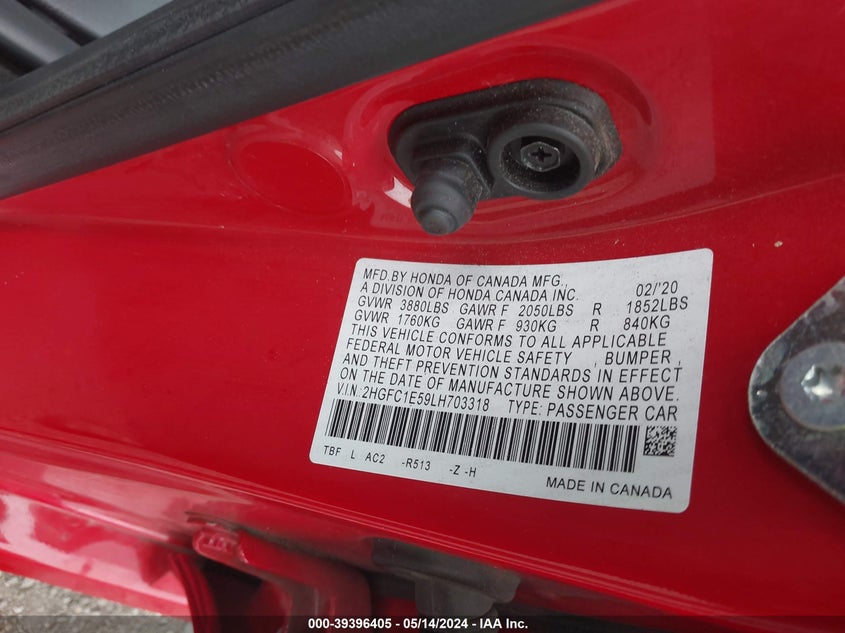 MFD. BY HONDA OF CANADA MFG., 02/'20
A DIVISION OF HONDA CANADA INC.
GVWR 3880LBS GAWR F 2050LBS R 1852LBS
GVWR 1760KG GAWR F 930KG R 840KG
THIS VEHICLE CONFORMS TO ALL APPLICABLE
FEDERAL MOTOR VEHICLE SAFETY , BUMPER ,
AND THEFT PREVENTION STANDARDS IN EFFECT
ON THE DATE OF MANUFACTURE SHOWN ABOVE.
V.I.N: 2HGFC1E59LH703318 TYPE: PASSENGER CAR
TBF L AC2 -R513 -Z -H
MADE IN CANADA
000-39396405 - 05/14/2024 - IAA Inc.